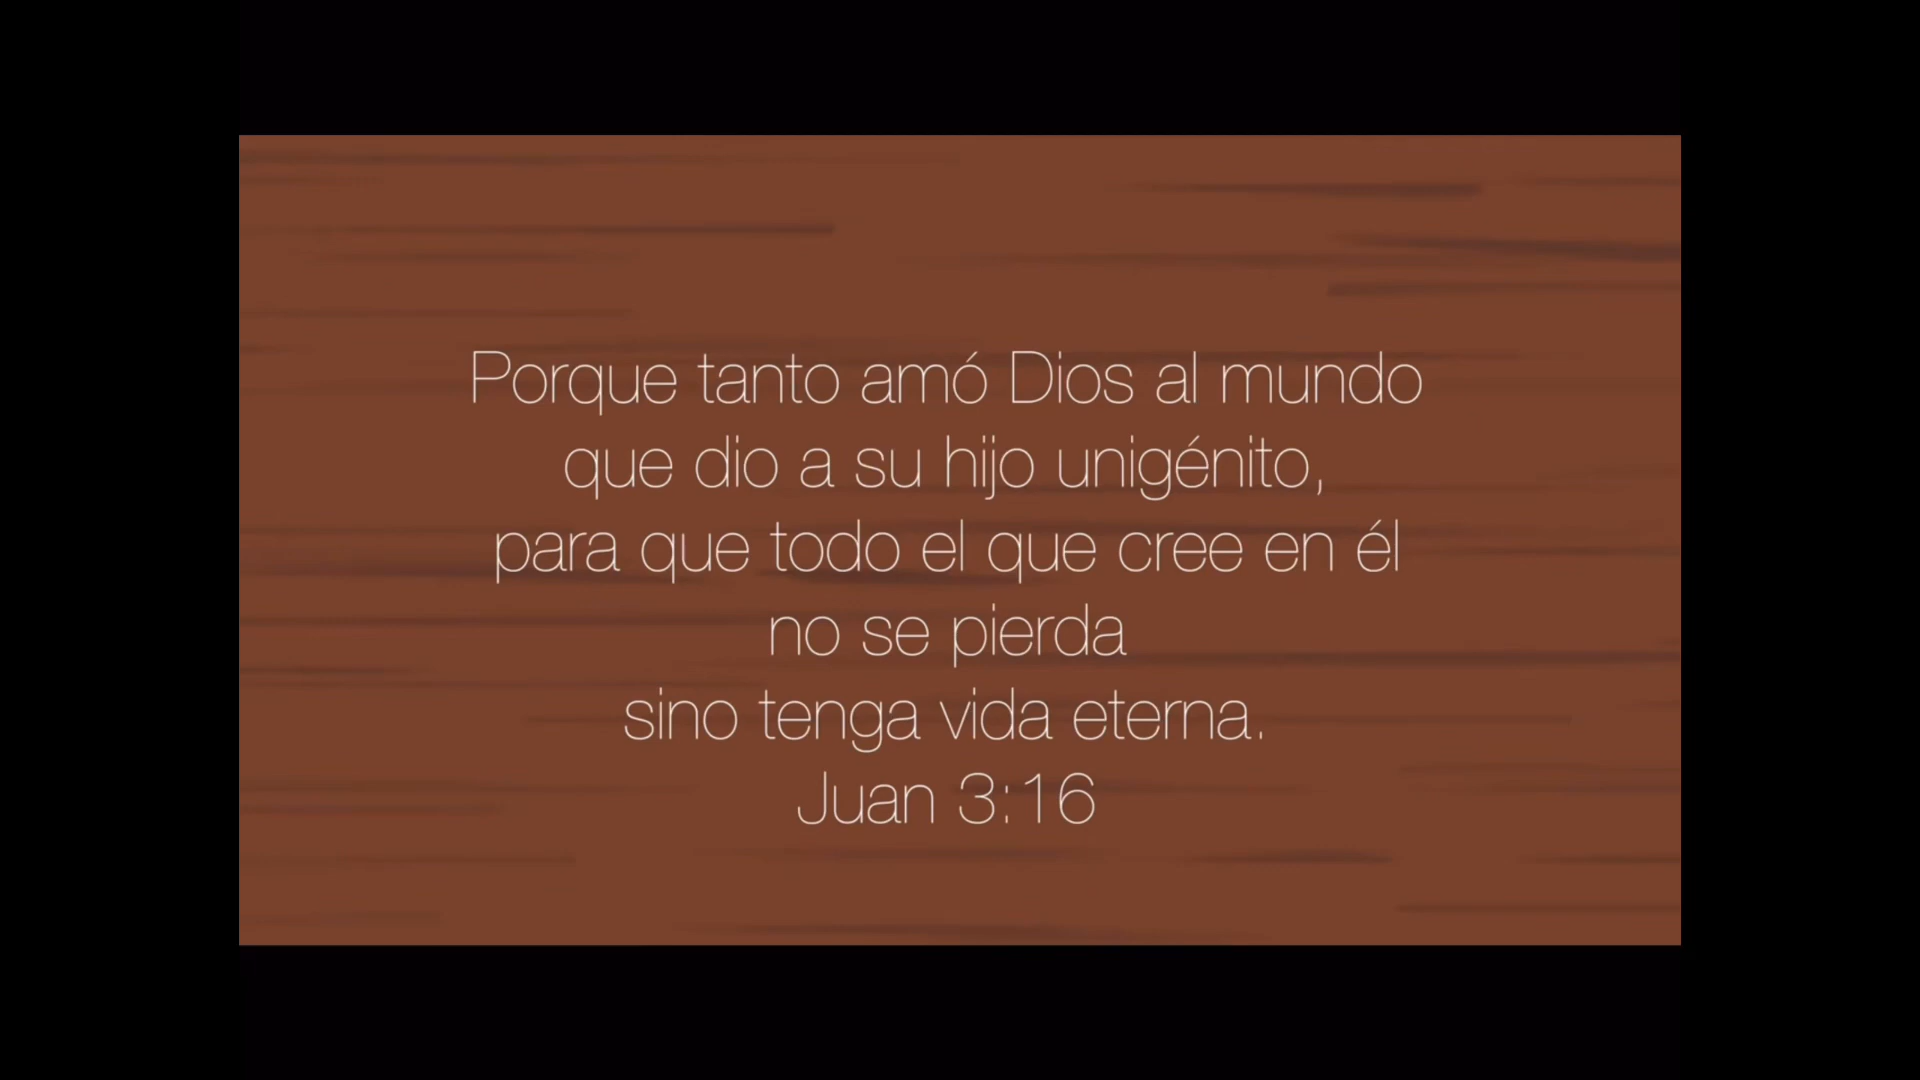 Porque tanto amó Dios al mundo
que dio a su hijo unigénito,
para que todo el que cree en él
no se pierda
sino tenga vida eterna.
Juan 3:16